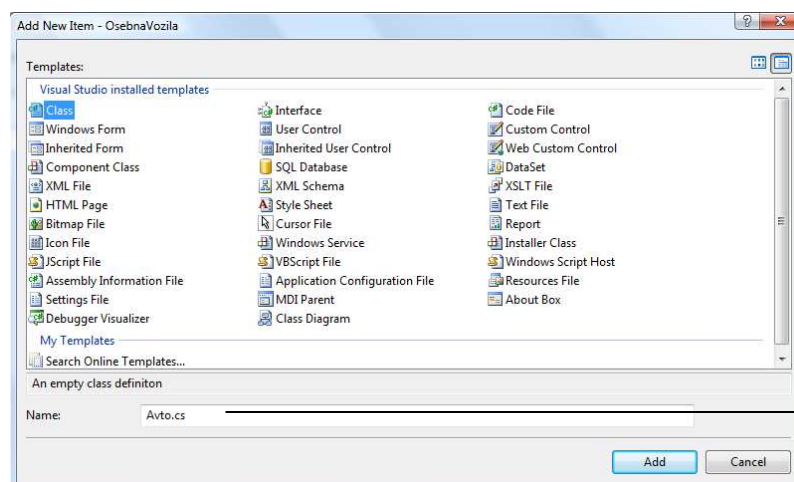 Add New Item - OsebnaVozila
Templates:
Visual Studio installed templates
Class Interface Code File
Windows Form User Control Custom Control
Inherited Form Inherited User Control Web Custom Control
Component Class SQL Database DataSet
XML File XML Schema XSLT File
HTML Page Style Sheet Text File
Bitmap File Cursor File Report
Icon File Windows Service Installer Class
JScript File VBScript File Windows Script Host
Assembly Information File Application Configuration File Resources File
Settings File MDI Parent About Box
Debugger Visualizer Class Diagram
My Templates
Search Online Templates...
An empty class definiton
Name: Avto.cs
Add Cancel